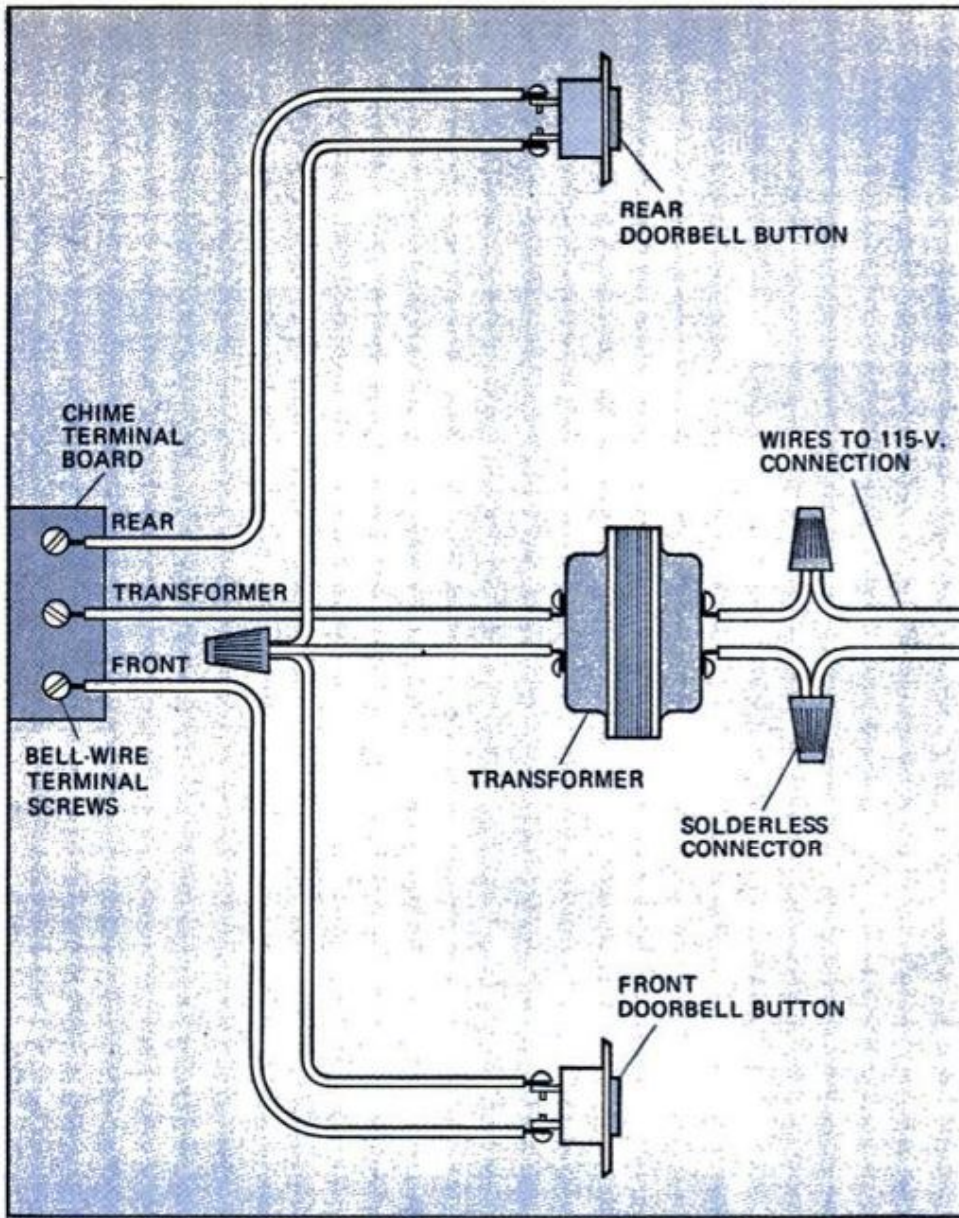 REAR
DOORBELL BUTTON
CHIME
TERMINAL
BOARD
WIRES TO 115-V.
CONNECTION
REAR
TRANSFORMER
FRONT
BELL-WIRE
TERMINAL
SCREWS
TRANSFORMER
SOLDERLESS
CONNECTOR
FRONT
DOORBELL BUTTON